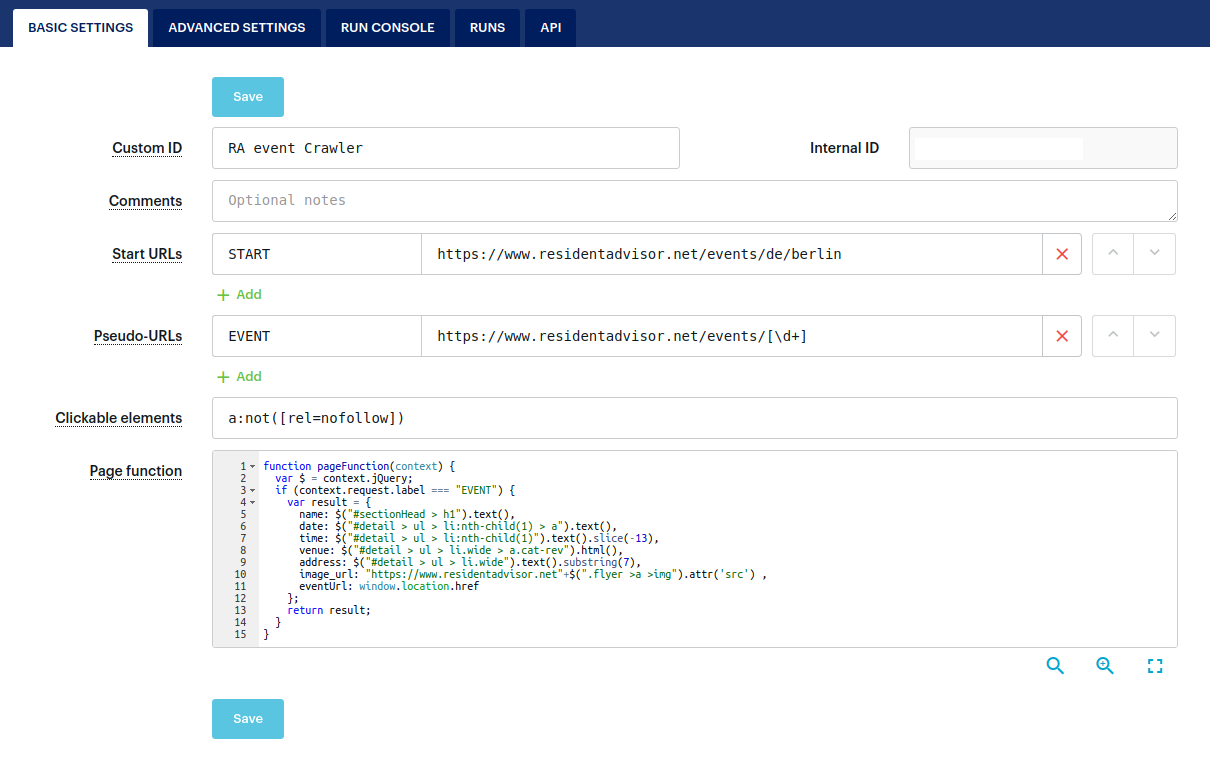 BASIC SETTINGS ADVANCED SETTINGS RUN CONSOLE RUNS API
Save
Custom ID RA event Crawler Internal ID
Comments Optional notes
Start URLs START https://www.residentadvisor.net/events/de/berlin
Add
Pseudo-URLs EVENT https://www.residentadvisor.net/events/[\d+]
Add
Clickable elements a:not([rel=nofollow])
Page function
1 function pageFunction(context) {
2 var $ = context.jQuery;
3 if (context.request.label === "EVENT") {
4 var result = {
5 name: $("#sectionHead > h1").text(),
6 date: $("#detail > ul > li:nth-child(1) > a").text(),
7 time: $("#detail > ul > li:nth-child(1)").text().slice(-13),
8 venue: $("#detail > ul > li.wide > a.cat-rev").html(),
9 address: $("#detail > ul > li.wide").text().substring(7),
10 image_url: "https://www.residentadvisor.net"+$(".flyer >a >img").attr('src') ,
11 eventUrl: window.location.href
12 };
13 return result;
14 }
15 }
Save